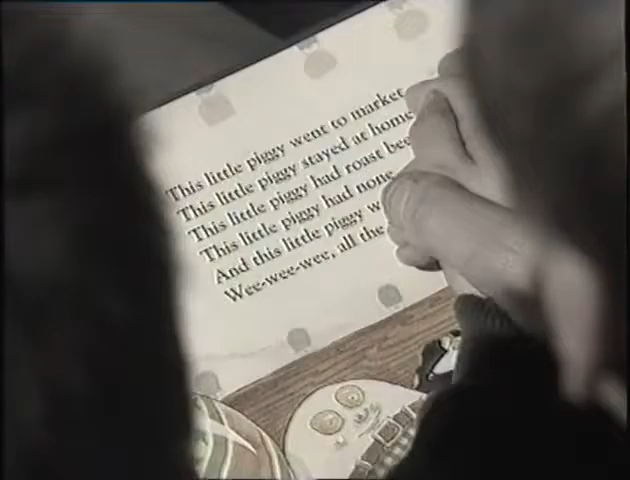 This little piggy went to market
This little piggy stayed at home
This little piggy had roast bee
This little piggy had none
And this little piggy w
Wee-wee-wee, all the